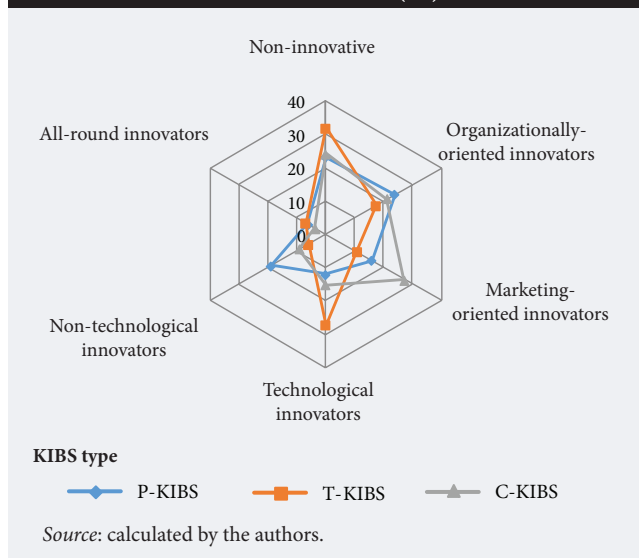 Non-innovative
40
All-round innovators
30
Organizationally-
oriented innovators
20
10
0
Marketing-
oriented innovators
Non-technological
innovators
Technological
innovators
KIBS type
P-KIBS
T-KIBS
C-KIBS
Source: calculated by the authors.